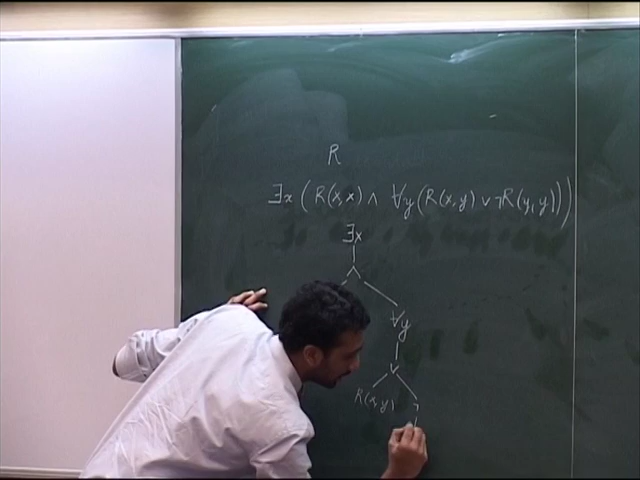 R
∃x (R(x,x) ∧ ∀y (R(x,y) ∨ ¬R(y,y)))
∃x
∧
∀y
∨
R(x,y) ¬